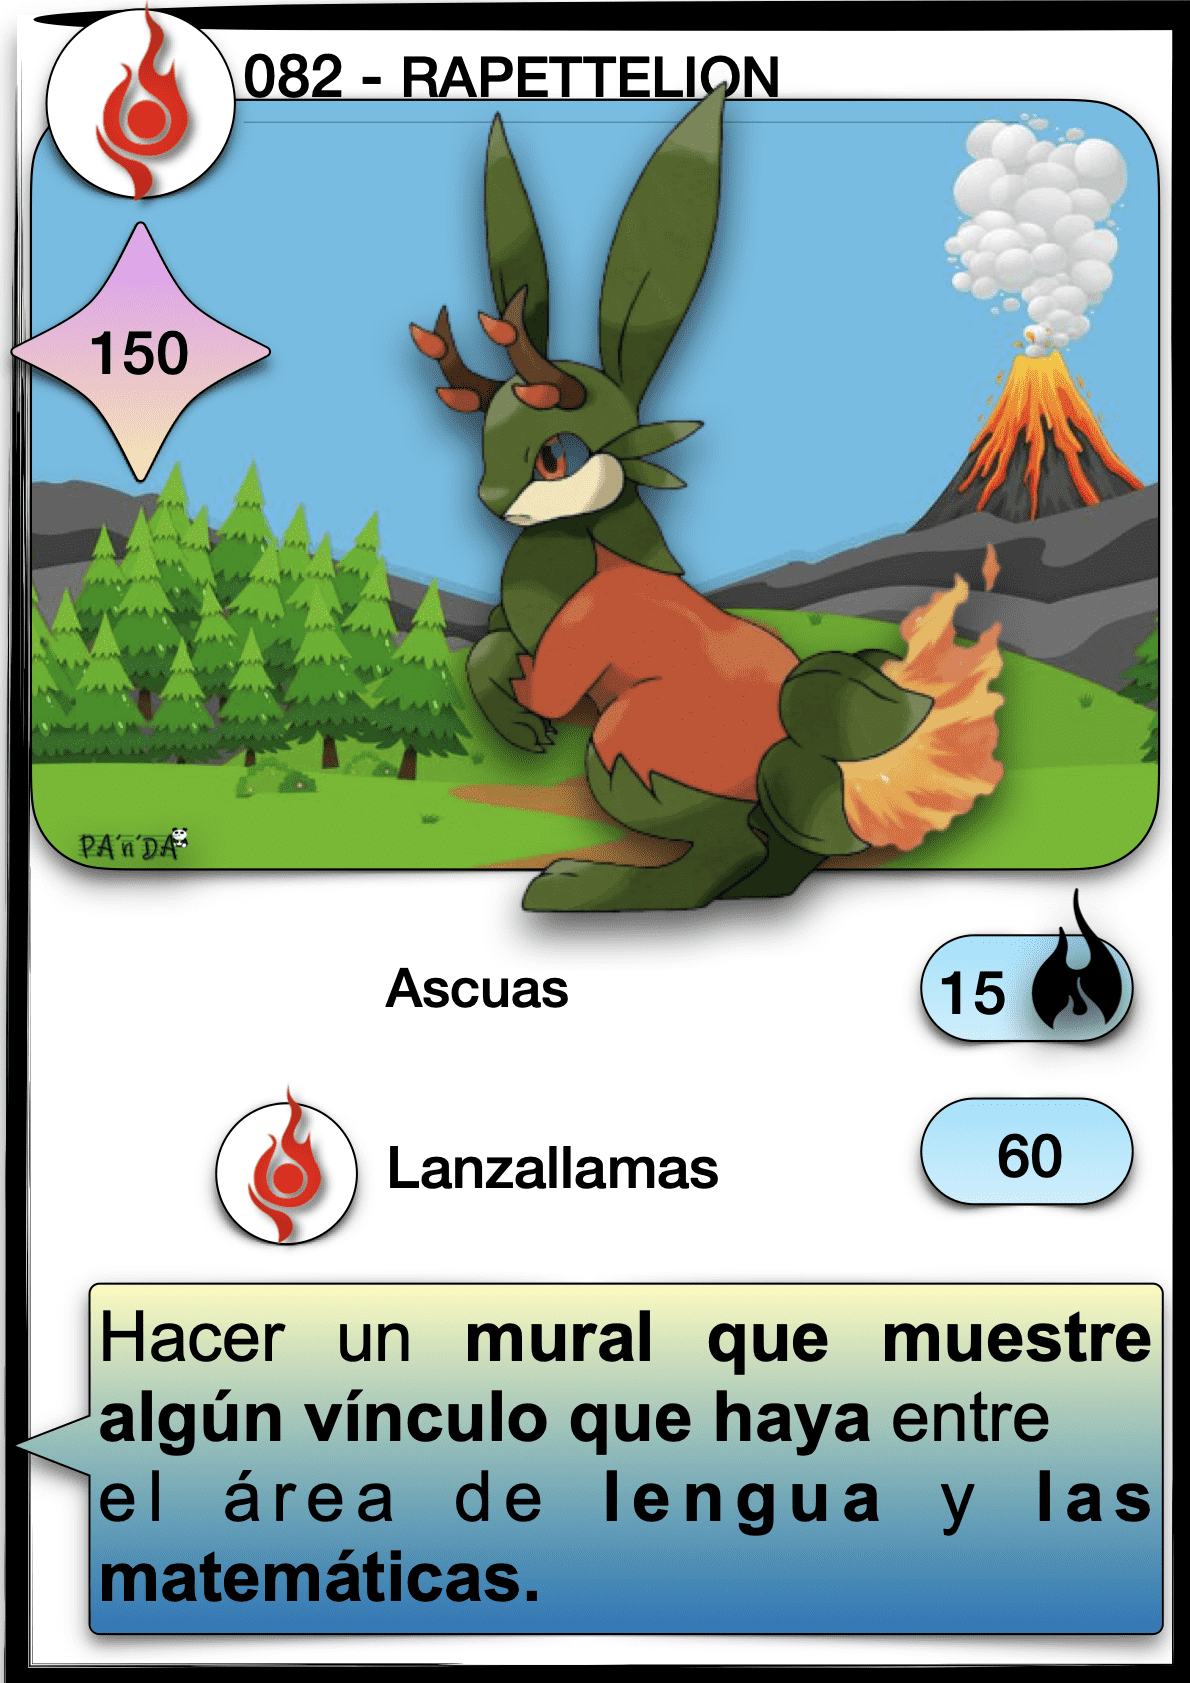 082 - RAPETTELION
150
PA´n´DA
Ascuas
15
Lanzallamas
60
Hacer un mural que muestre
algún vínculo que haya entre
el área de lengua y las
matemáticas.